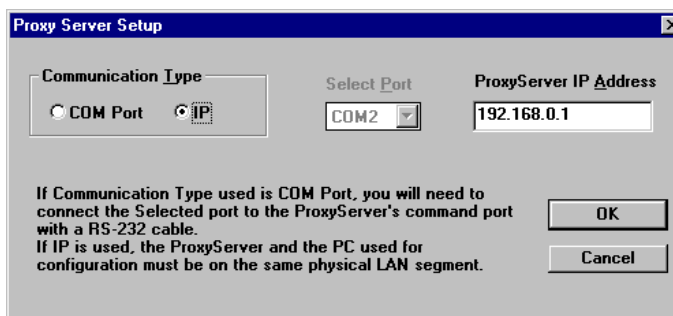 Proxy Server Setup
Communication Type
COM Port
IP
Select Port
COM2
ProxyServer IP Address
192.168.0.1
If Communication Type used is COM Port, you will need to
connect the Selected port to the ProxyServer's command port
with a RS-232 cable.
If IP is used, the ProxyServer and the PC used for
configuration must be on the same physical LAN segment.
OK
Cancel